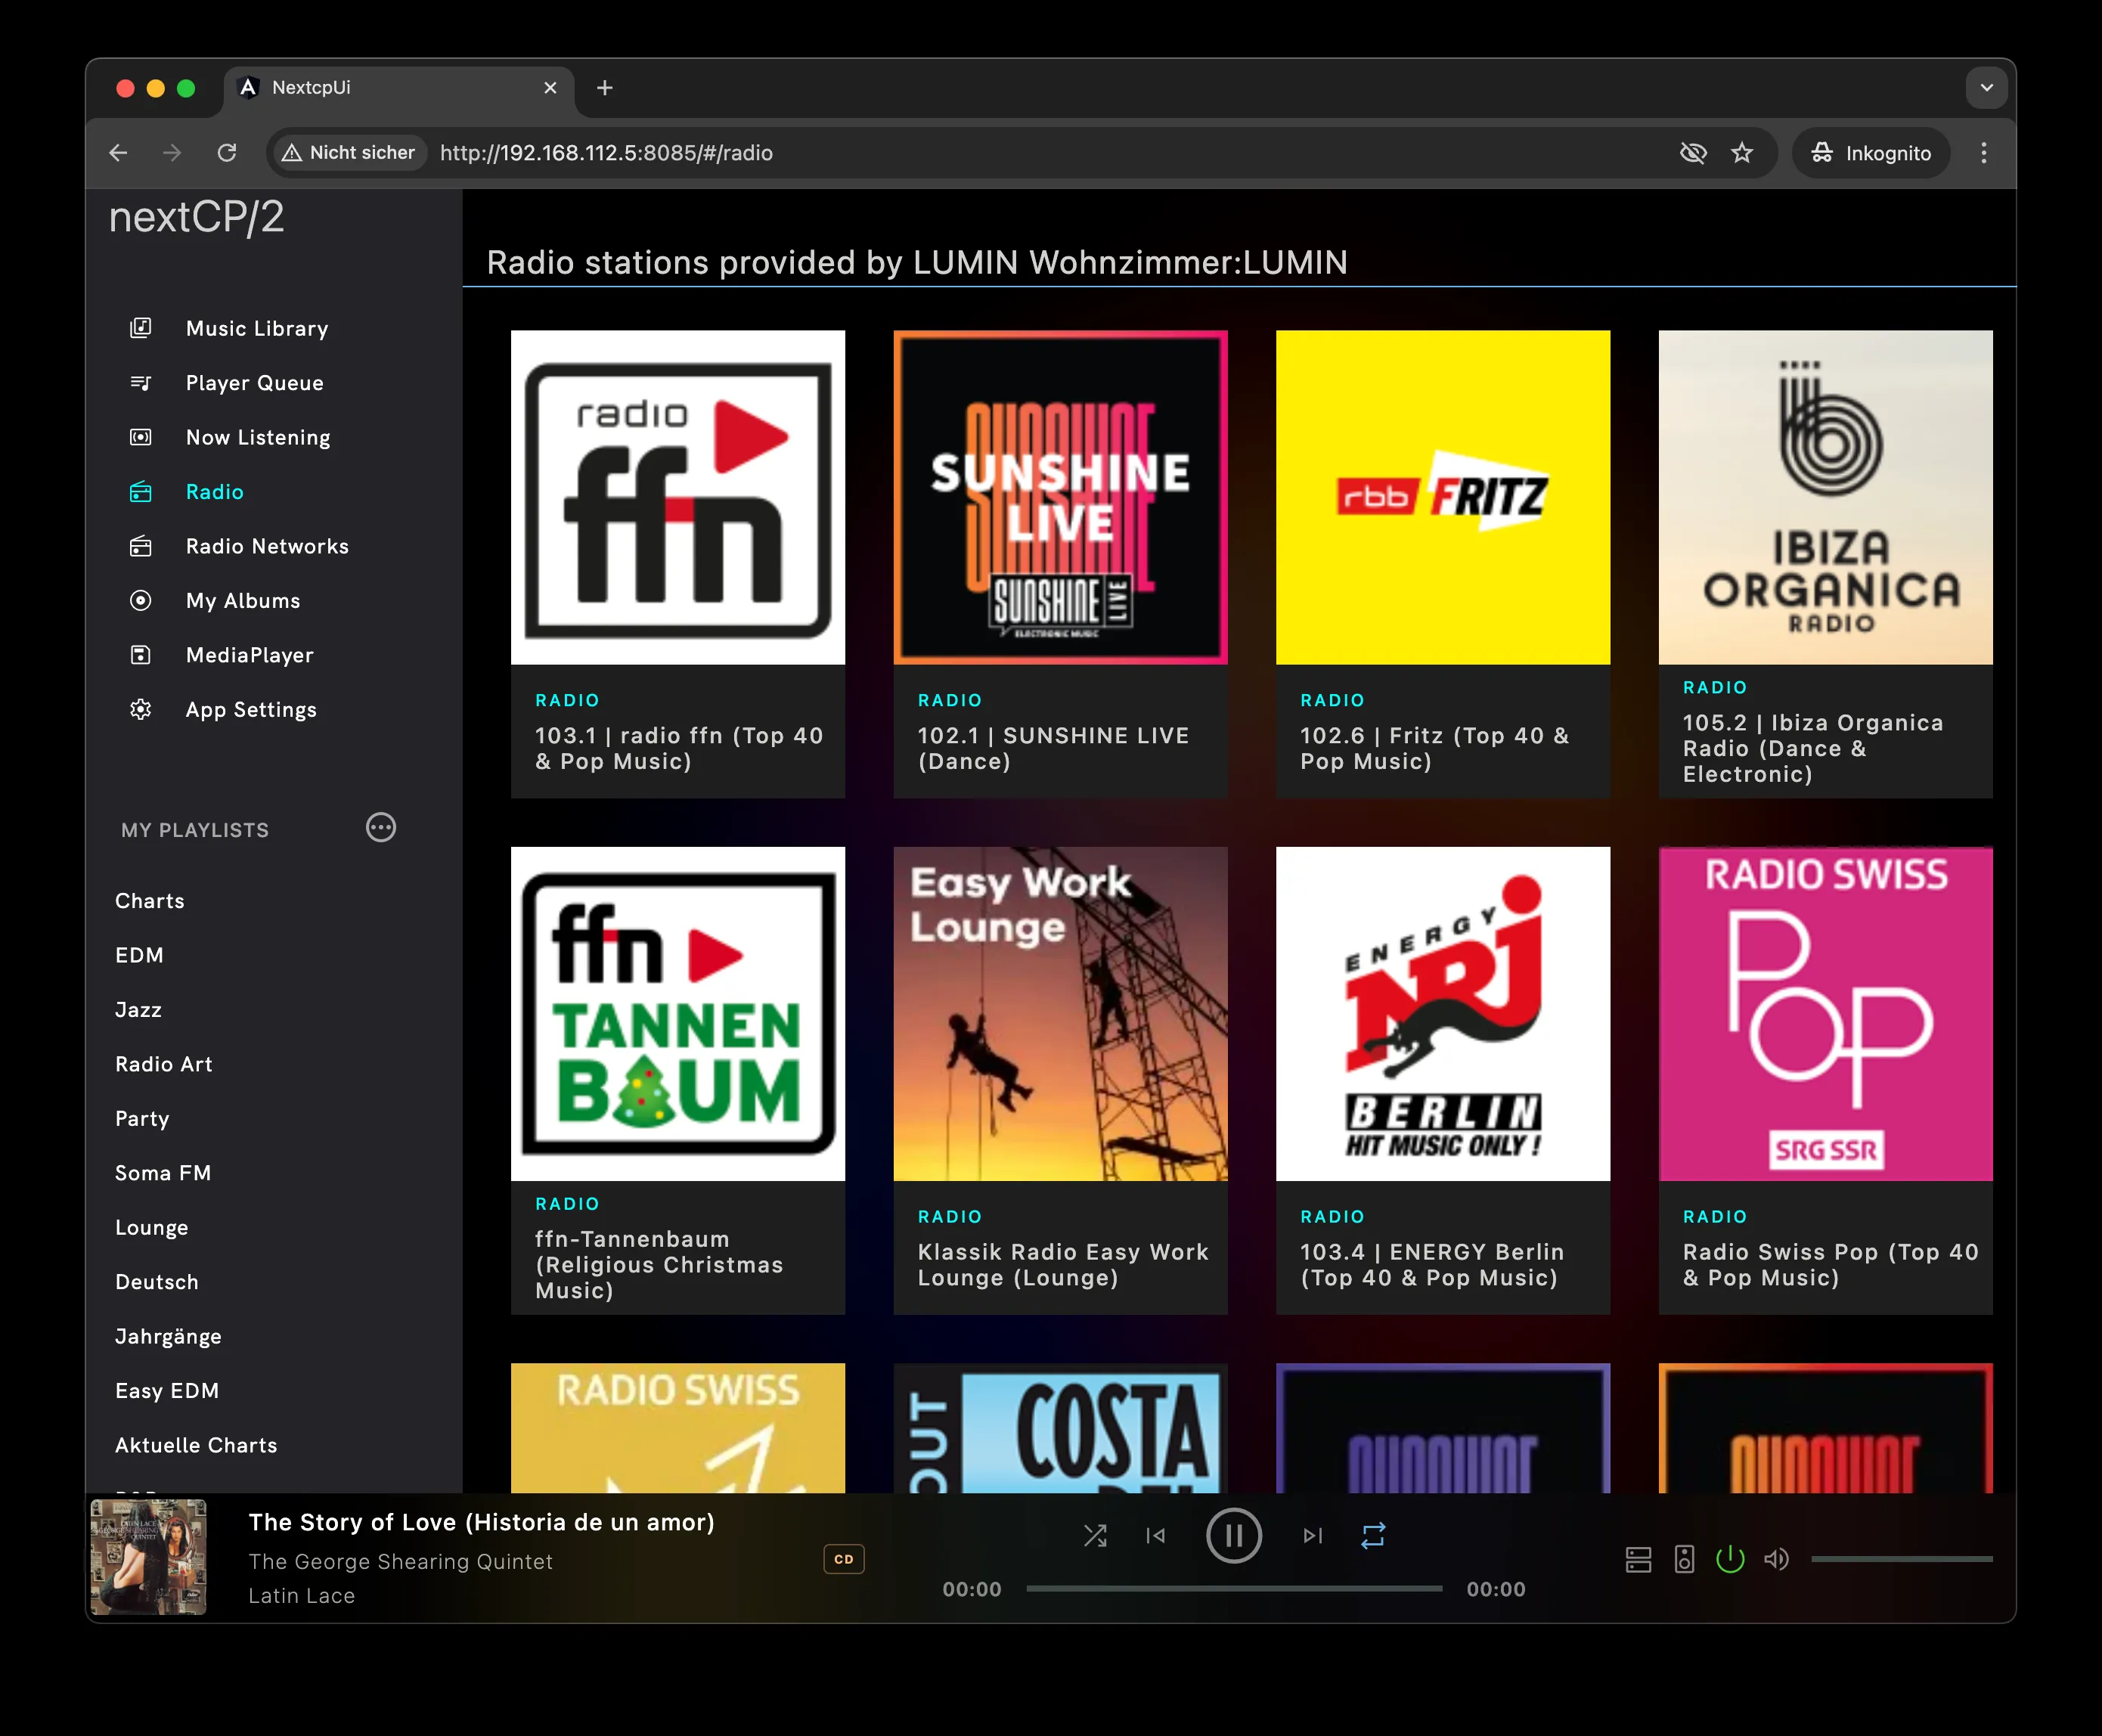 NextcpUi
Nicht sicher
http://192.168.112.5:8085/#/radio
Inkognito
nextCP/2
Radio stations provided by LUMIN Wohnzimmer:LUMIN
Music Library
Player Queue
Now Listening
Radio
Radio Networks
My Albums
MediaPlayer
App Settings
MY PLAYLISTS
Charts
EDM
Jazz
Radio Art
Party
Soma FM
Lounge
Deutsch
Jahrgänge
Easy EDM
Aktuelle Charts
radio
ffn
RADIO
103.1 | radio ffn (Top 40
& Pop Music)
SUNSHINE
LIVE
SUNSHINE LIVE
ELECTRONIC MUSIC
RADIO
102.1 | SUNSHINE LIVE
(Dance)
rbb FRITZ
RADIO
102.6 | Fritz (Top 40 &
Pop Music)
IBIZA
ORGANICA
RADIO
RADIO
105.2 | Ibiza Organica
Radio (Dance &
Electronic)
ffn
TANNEN
BAUM
RADIO
ffn-Tannenbaum
(Religious Christmas
Music)
Easy Work
Lounge
RADIO
Klassik Radio Easy Work
Lounge (Lounge)
ENERGY
NRJ
BERLIN
HIT MUSIC ONLY !
RADIO
103.4 | ENERGY Berlin
(Top 40 & Pop Music)
RADIO SWISS
POP
SRG SSR
RADIO
Radio Swiss Pop (Top 40
& Pop Music)
RADIO SWISS
COSTA
The Story of Love (Historia de un amor)
The George Shearing Quintet
Latin Lace
CD
00:00
00:00